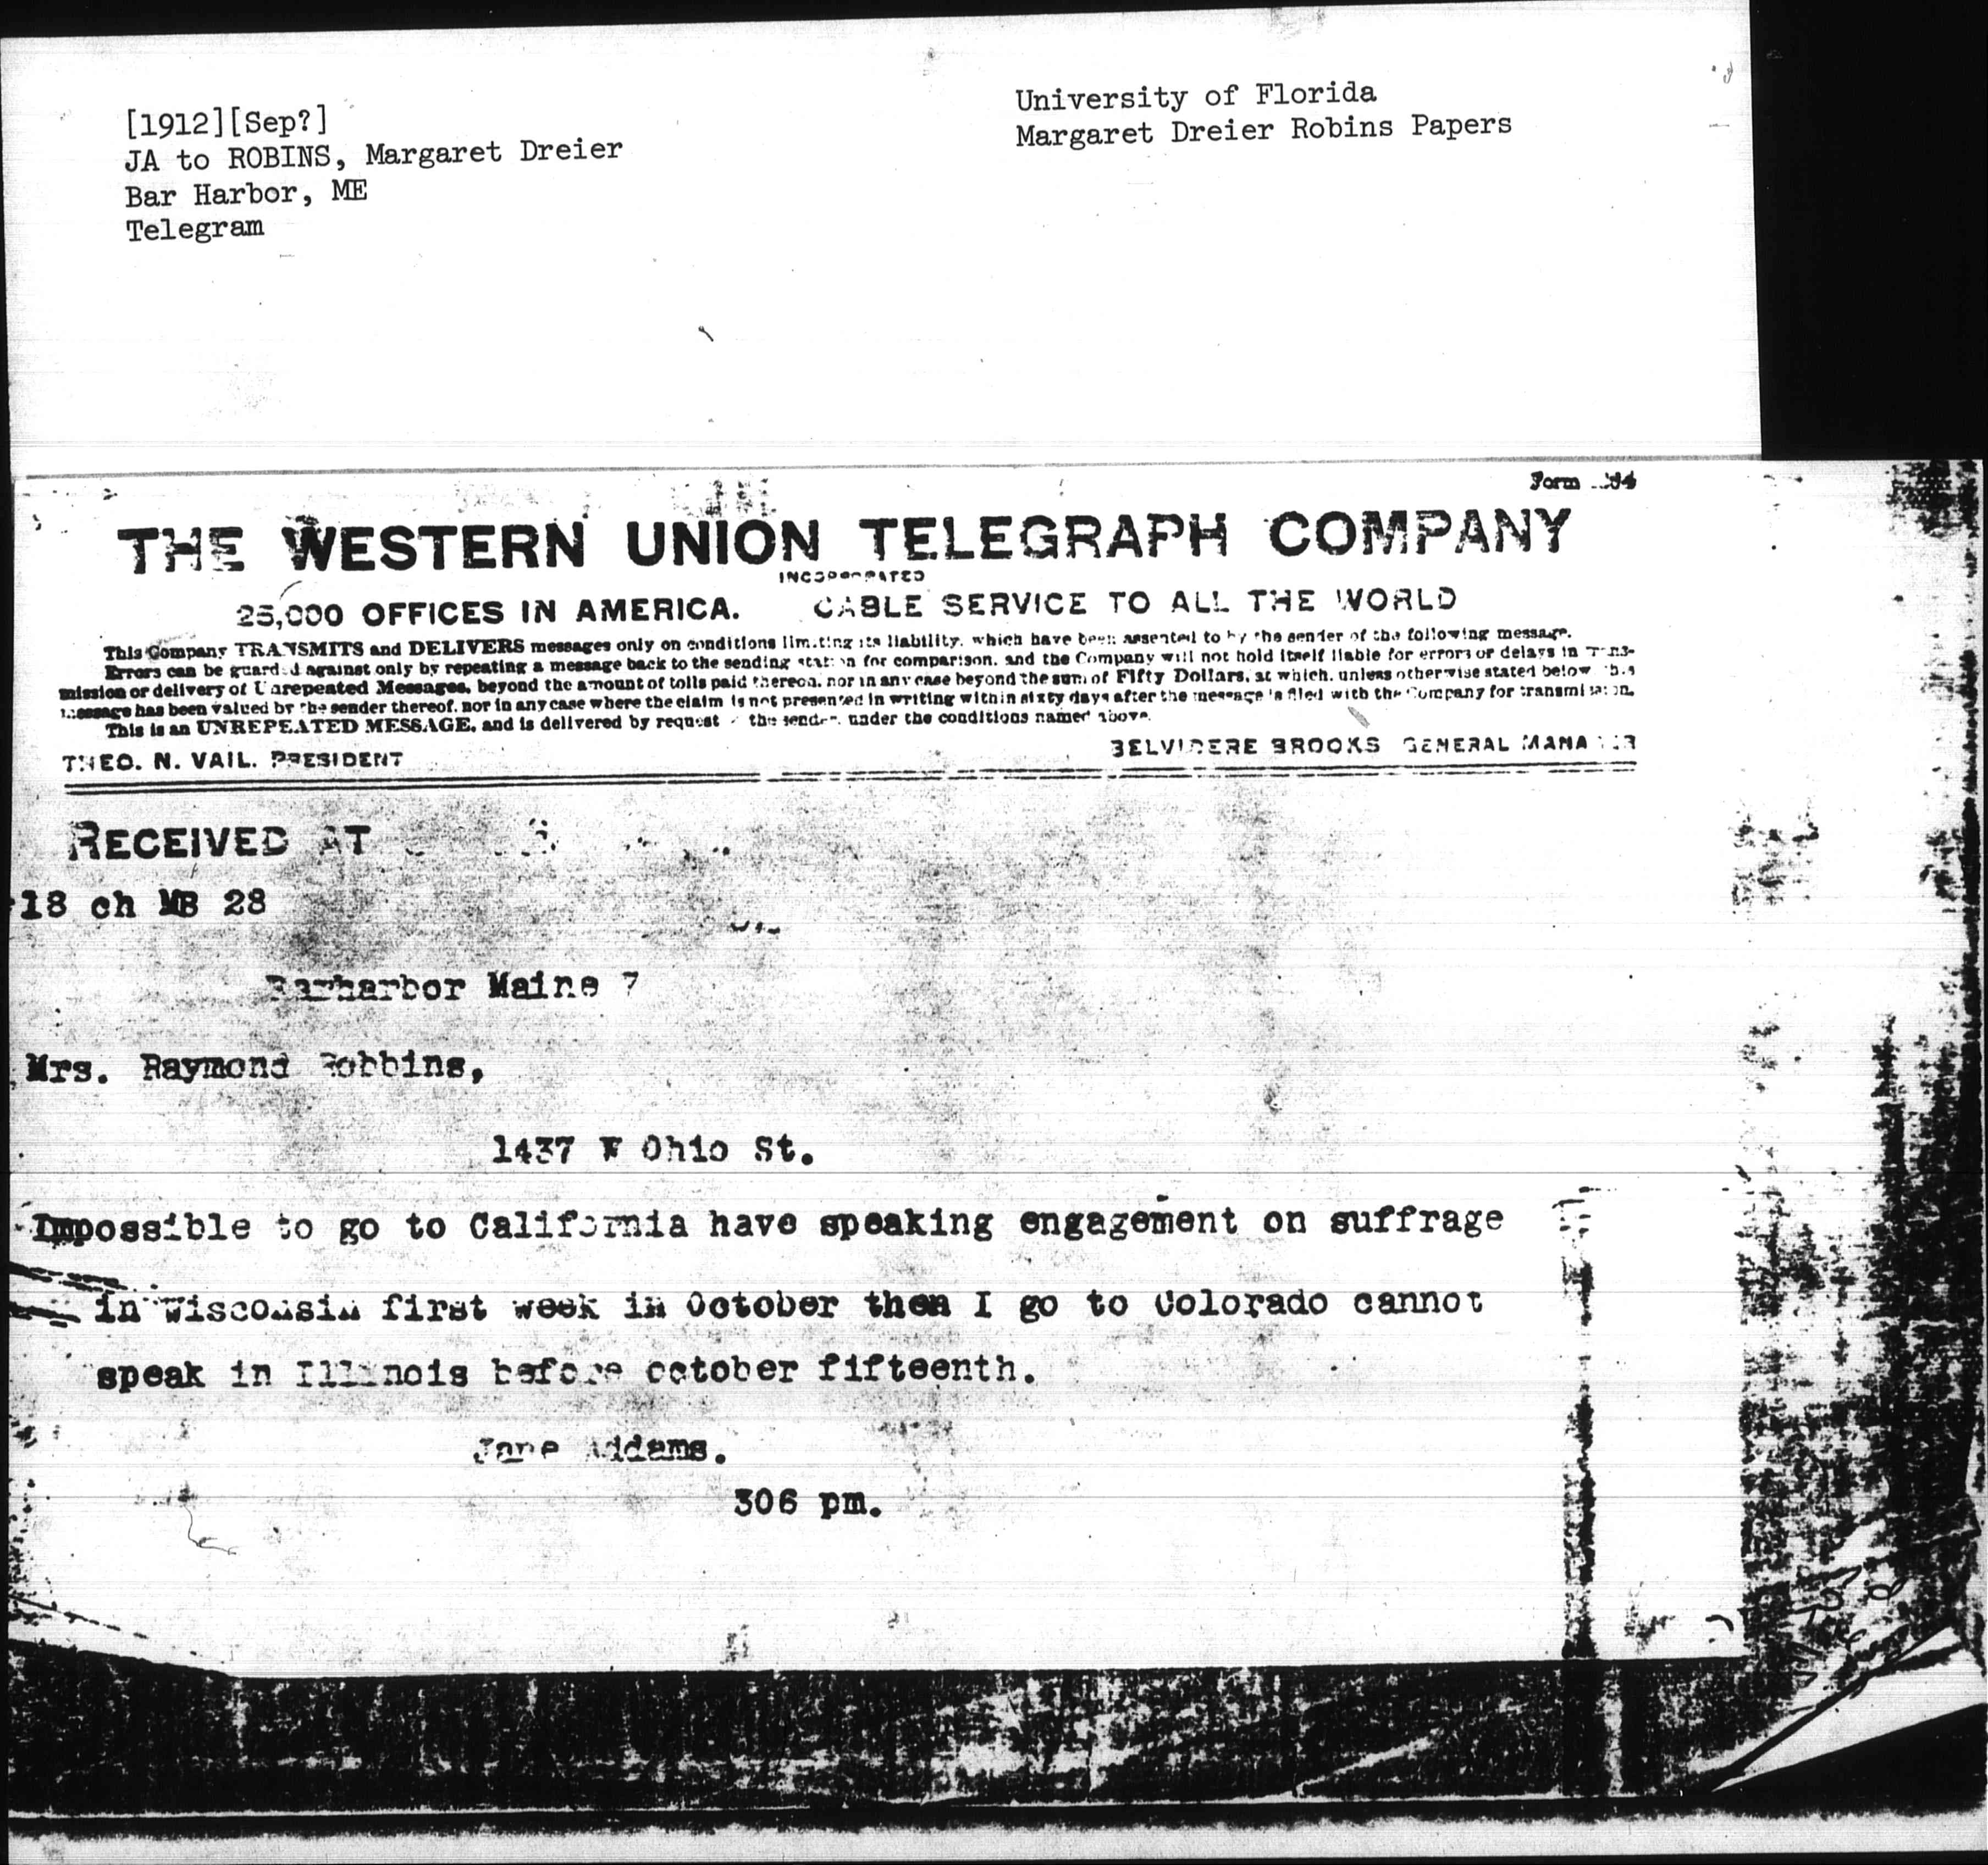 [1912][Sep?]
JA to ROBINS, Margaret Dreier
Bar Harbor, ME
Telegram
University of Florida
Margaret Dreier Robins Papers
Form
THE WESTERN UNION TELEGRAPH COMPANY
INCORPORATED
25,000 OFFICES IN AMERICA. CABLE SERVICE TO ALL THE WORLD
This Company TRANSMITS and DELIVERS messages only on conditions limiting its liability, which have been assented to by the sender of the following message.
Errors can be guarded against only by repeating a message back to the sending station for comparison, and the Company will not hold itself liable for errors or delays in trans-
mission or delivery of Unrepeated Messages, beyond the amount of tolls paid thereon, nor in any case beyond the sum of Fifty Dollars, at which, unless otherwise stated below, this
message has been valued by the sender thereof, nor in any case where the claim is not presented in writing within sixty days after the message is filed with the Company for transmission.
This is an UNREPEATED MESSAGE, and is delivered by request of the sender, under the conditions named above.
THEO. N. VAIL, PRESIDENT BELVIDERE BROOKS, GENERAL MANAGER
RECEIVED AT
18 ch MB 28
Barharbor Maine 7
Mrs. Raymond Robbins,
1437 W Ohio St.
Impossible to go to California have speaking engagement on suffrage
in Wisconsin first week in October then I go to Colorado cannot
speak in Illinois before october fifteenth.
Jane Addams.
306 pm.